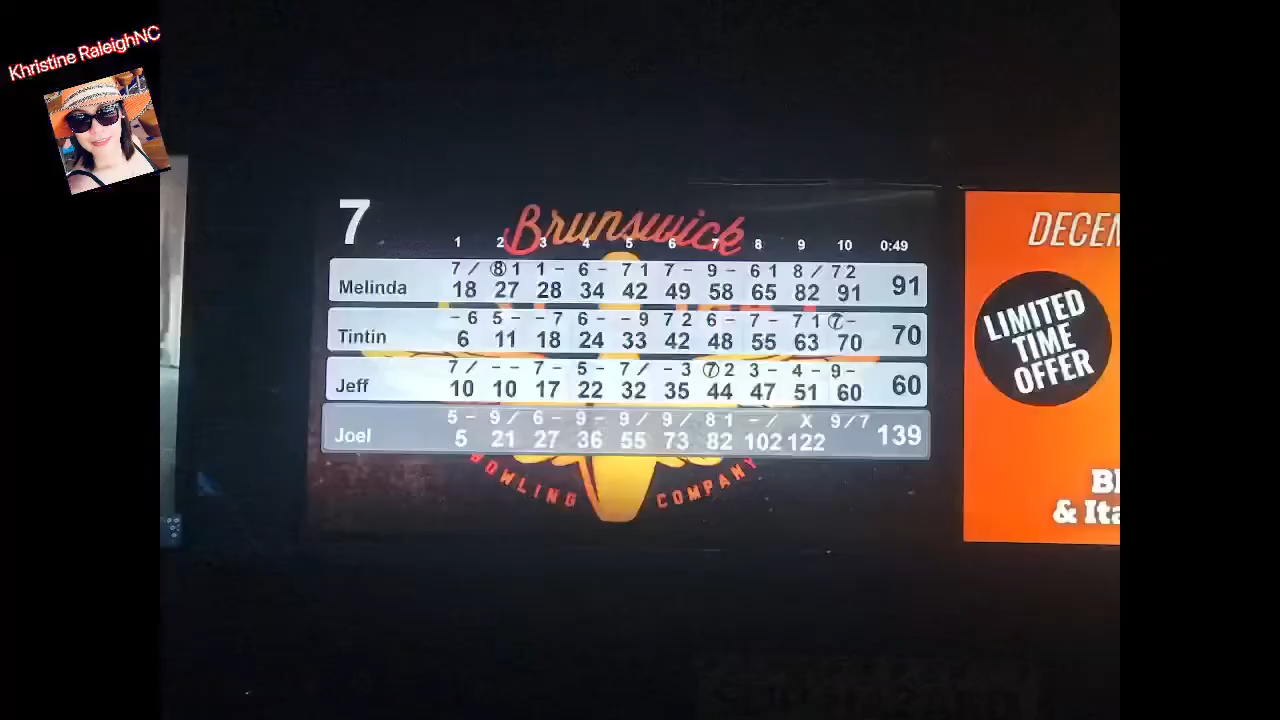 Khristine RaleighNC
7
Brunswick
1 2 3 4 5 6 7 8 9 10 0:49
7 / ⑧ 1 1 - 6 - 7 1 7 - 9 - 6 1 8 / 7 2
Melinda 18 27 28 34 42 49 58 65 82 91 91
- 6 5 - - 7 6 - - 9 7 2 6 - 7 - 7 1 ⑦ -
Tintin 6 11 18 24 33 42 48 55 63 70 70
7 / - - 7 - 5 - 7 / - 3 ⑦ 2 3 - 4 - 9 -
Jeff 10 10 17 22 32 35 44 47 51 60 60
5 - 9 / 6 - 9 - 9 / 9 / 8 1 - / X 9 / 7
Joel 5 21 27 36 55 73 82 102 122 139
BOWLING COMPANY
DECEM
LIMITED
TIME
OFFER
Bl
& Ita